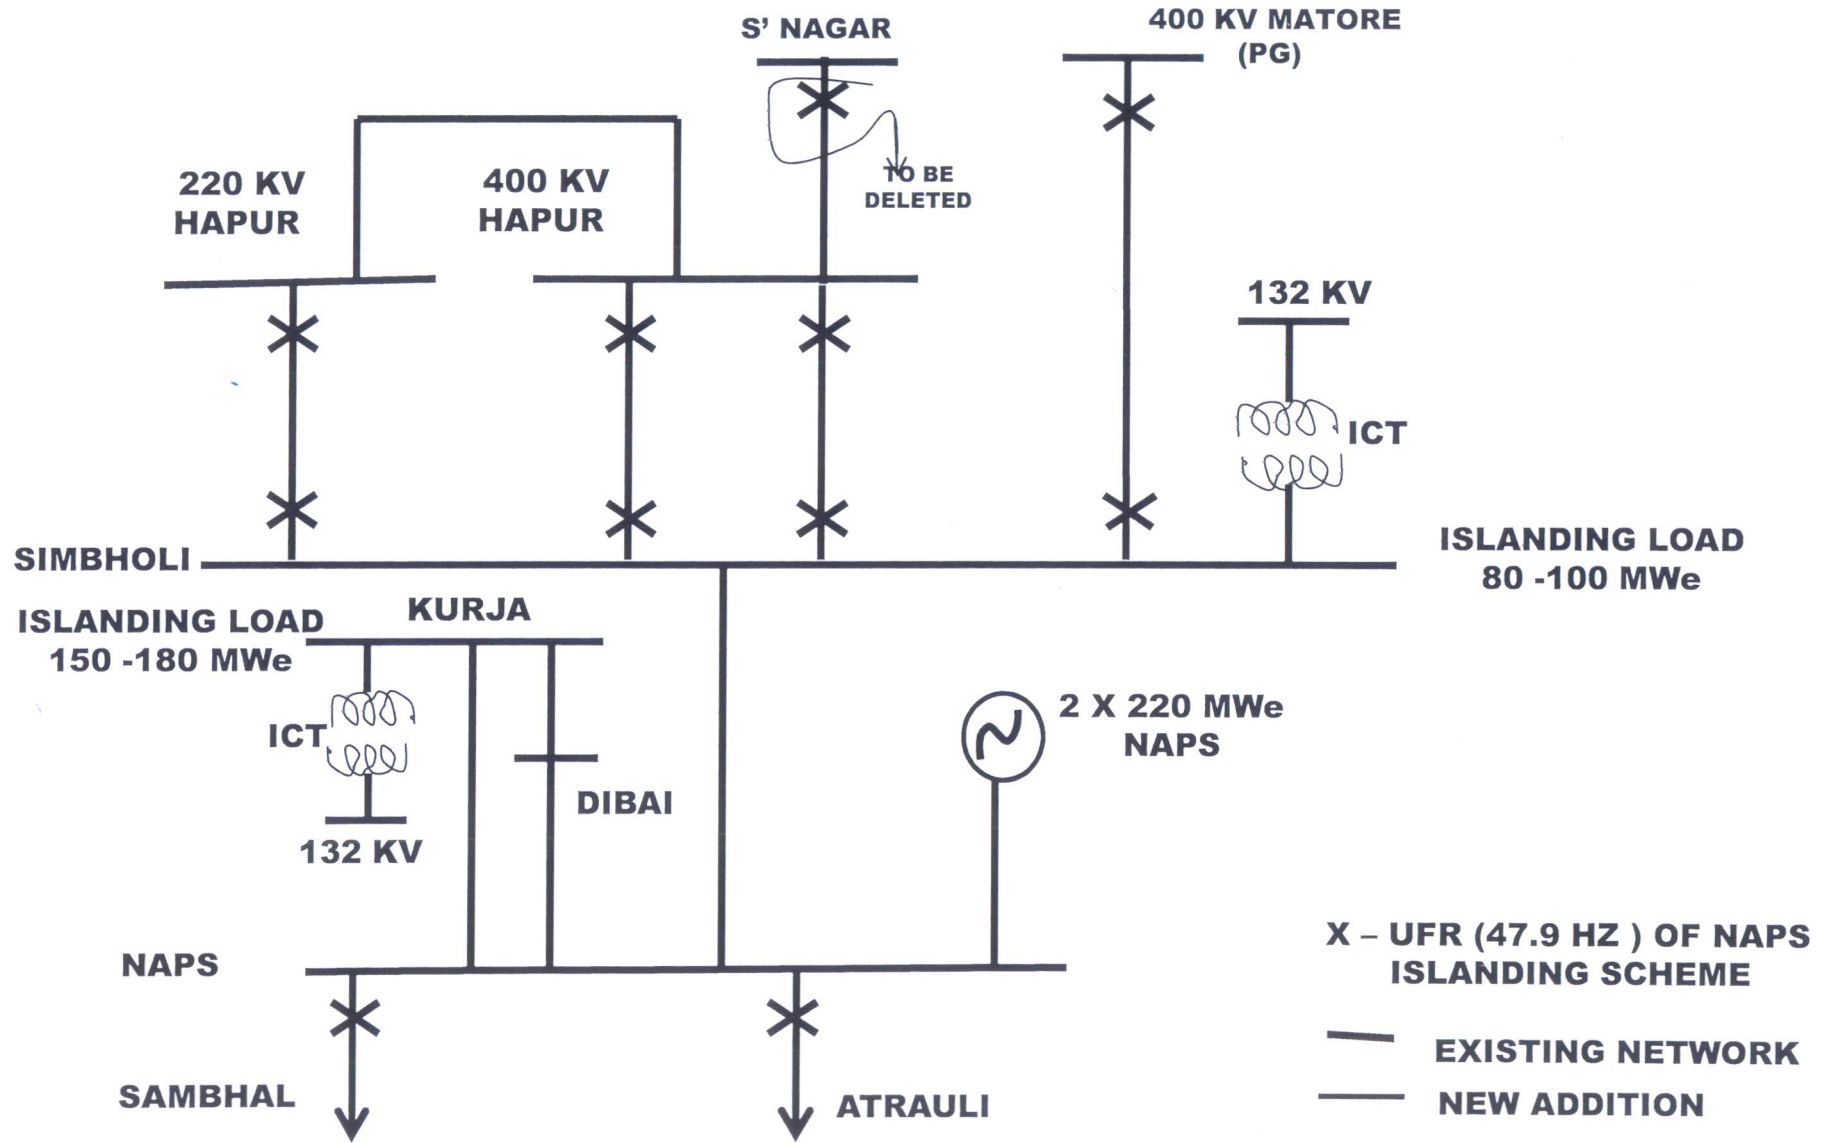 S’ NAGAR
400 KV MATORE
(PG)
TO BE
DELETED
220 KV
HAPUR
400 KV
HAPUR
132 KV
ICT
SIMBHOLI
ISLANDING LOAD
80 -100 MWe
ISLANDING LOAD
150 -180 MWe
KURJA
ICT
132 KV
DIBAI
2 X 220 MWe
NAPS
NAPS
X – UFR (47.9 HZ ) OF NAPS
ISLANDING SCHEME
EXISTING NETWORK
NEW ADDITION
SAMBHAL
ATRAULI